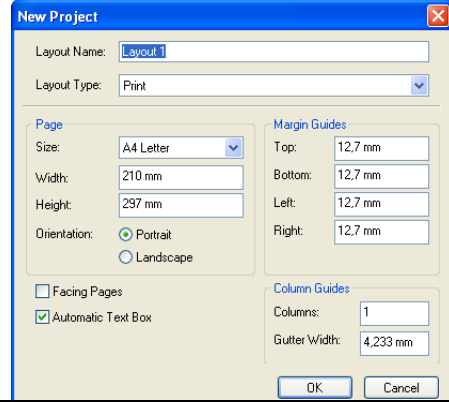 New Project
Layout Name: Layout 1
Layout Type: Print
Page
Size: A4 Letter
Width: 210 mm
Height: 297 mm
Orientation: Portrait
Landscape
Facing Pages
Automatic Text Box
Margin Guides
Top: 12,7 mm
Bottom: 12,7 mm
Left: 12,7 mm
Right: 12,7 mm
Column Guides
Columns: 1
Gutter Width: 4,233 mm
OK Cancel